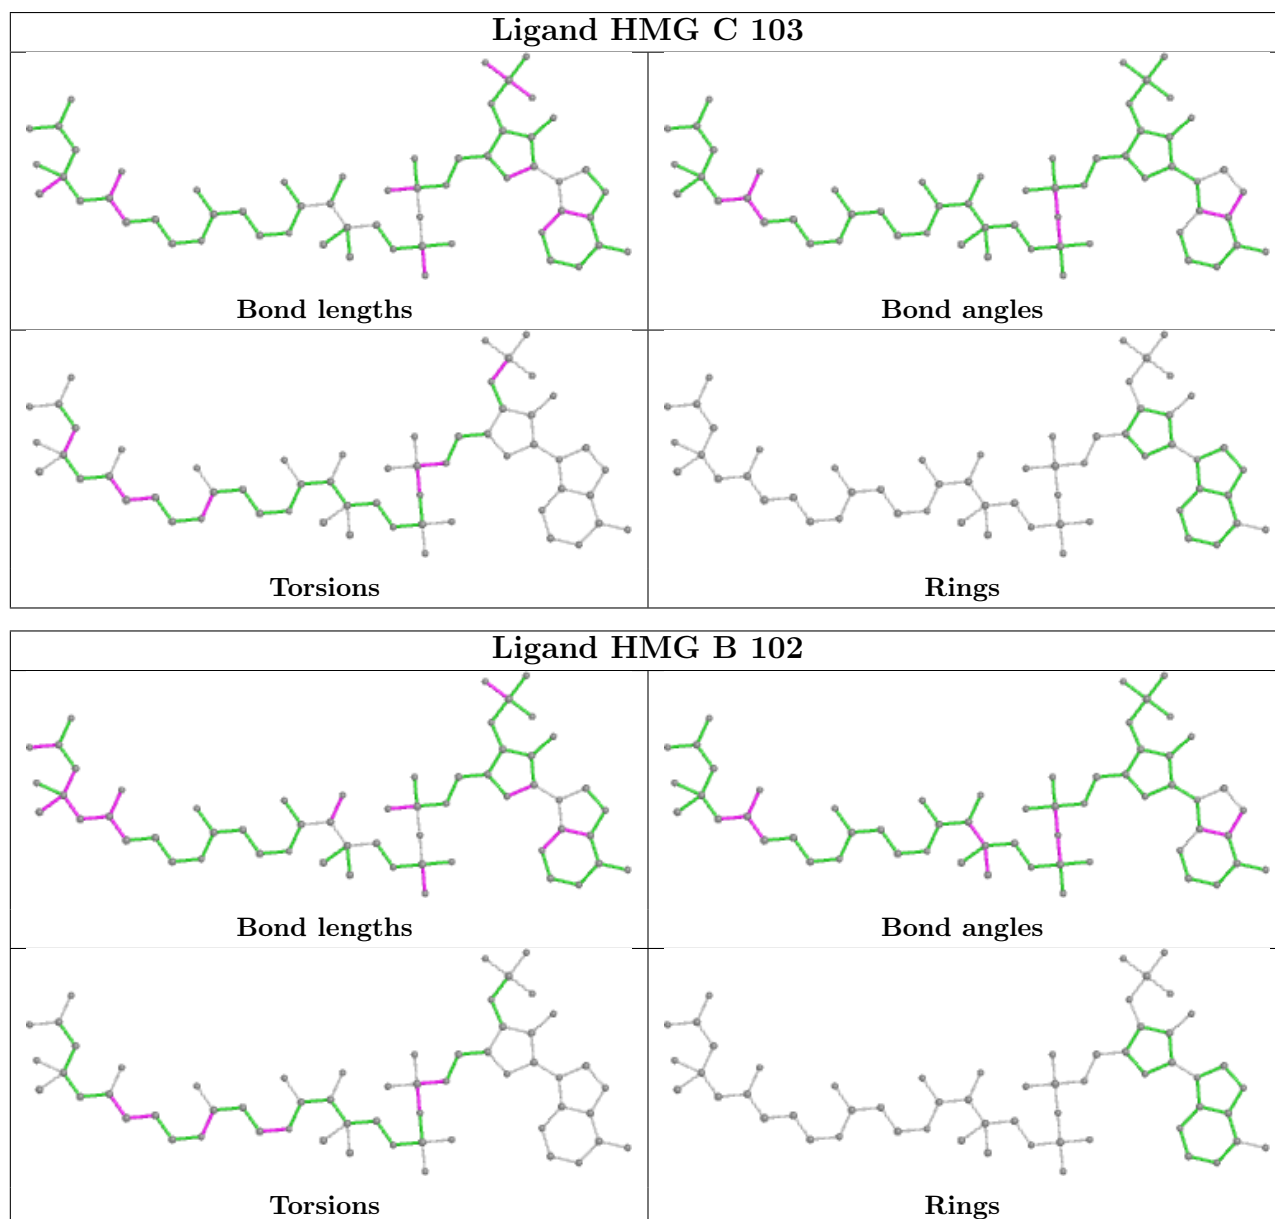 Ligand HMG C 103
Bond lengths
Bond angles
Torsions
Rings
Ligand HMG B 102
Bond lengths
Bond angles
Torsions
Rings